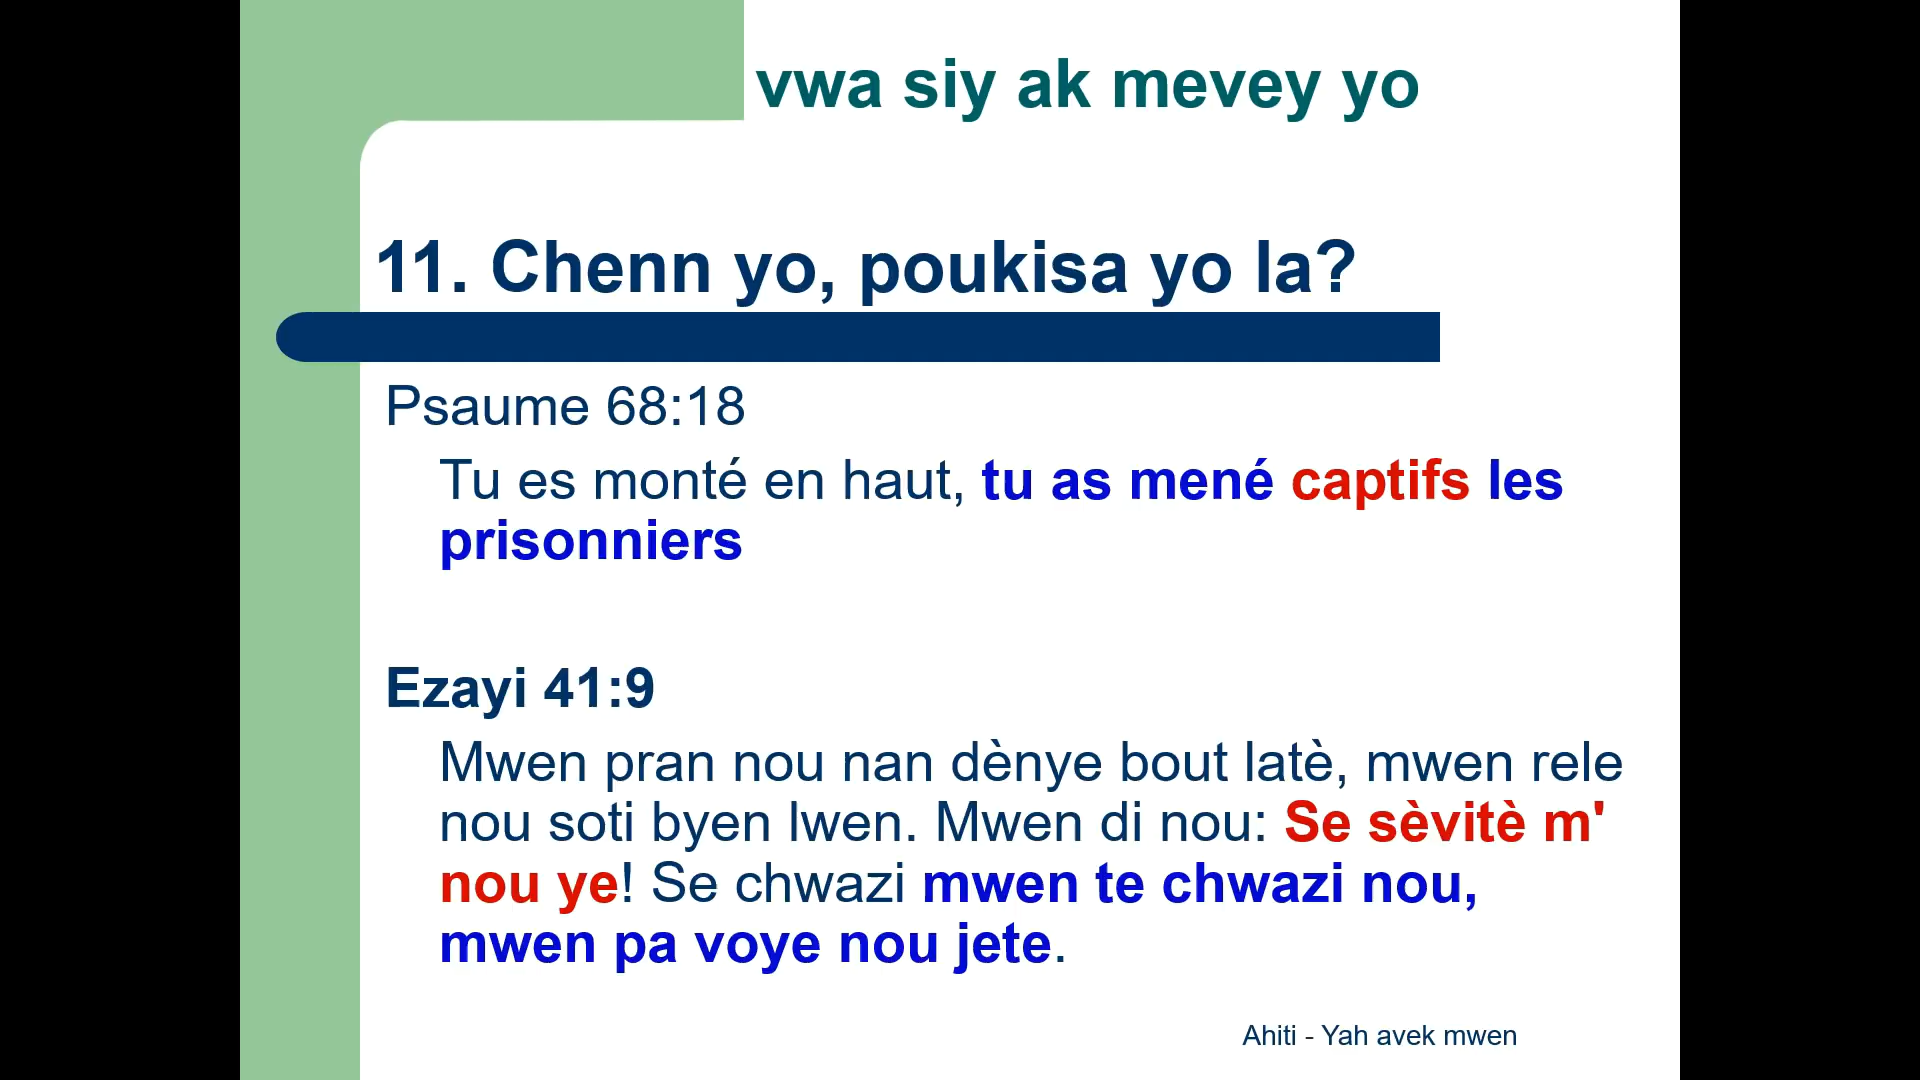 vwa siy ak mevey yo
11. Chenn yo, poukisa yo la?
Psaume 68:18
Tu es monté en haut, tu as mené captifs les
prisonniers
Ezayi 41:9
Mwen pran nou nan dènye bout latè, mwen rele
nou soti byen lwen. Mwen di nou: Se sèvitè m'
nou ye! Se chwazi mwen te chwazi nou,
mwen pa voye nou jete.
Ahiti - Yah avek mwen